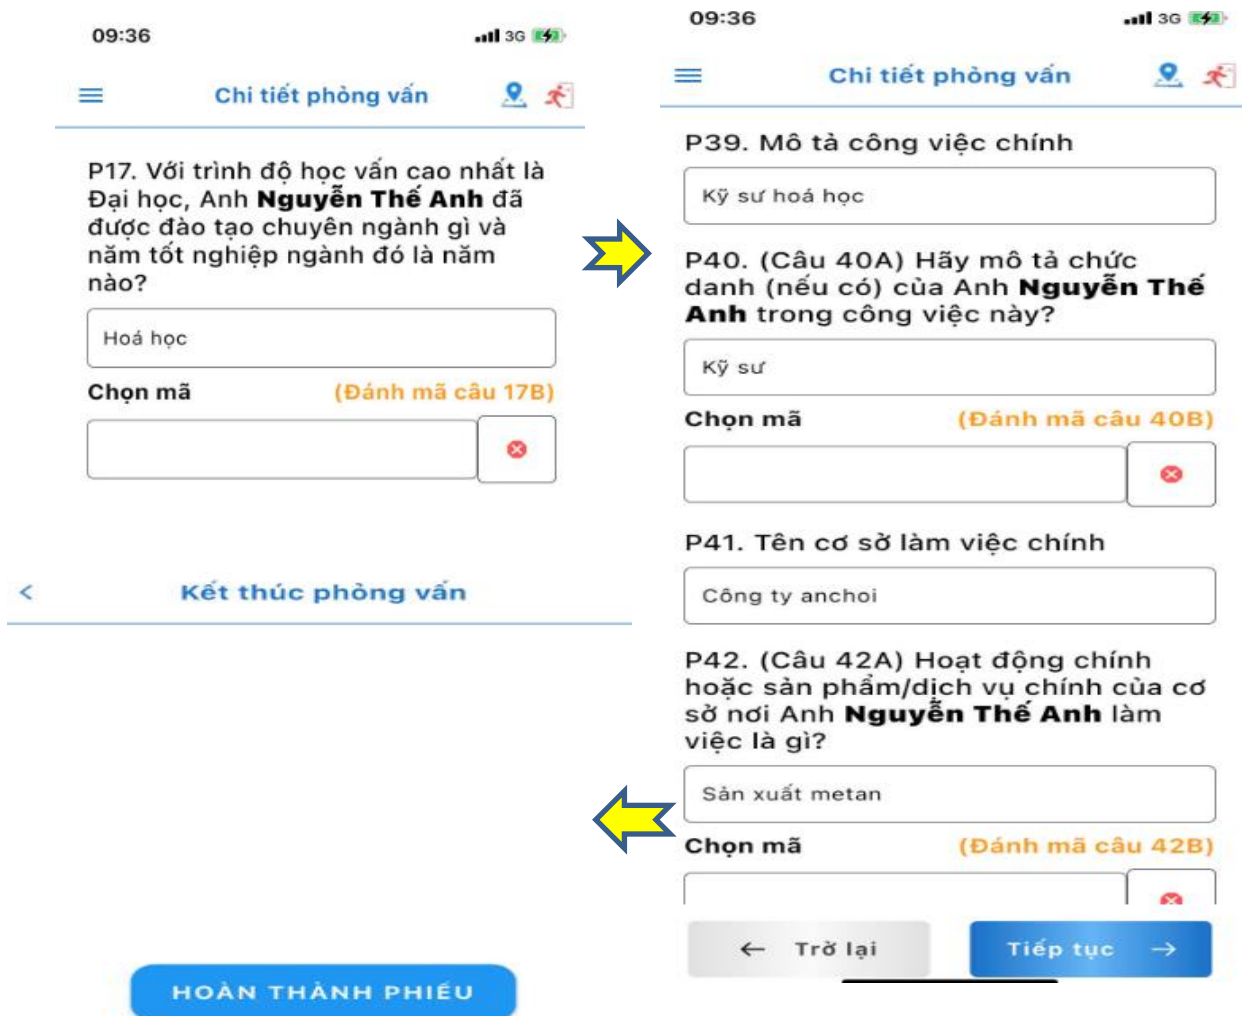 09:36
3G
Chi tiết phỏng vấn
P17. Với trình độ học vấn cao nhất là
Đại học, Anh Nguyễn Thế Anh đã
được đào tạo chuyên ngành gì và
năm tốt nghiệp ngành đó là năm
nào?
Hoá học
Chọn mã (Đánh mã câu 17B)
< Kết thúc phỏng vấn
HOÀN THÀNH PHIẾU
09:36
3G
Chi tiết phỏng vấn
P39. Mô tả công việc chính
Kỹ sư hoá học
P40. (Câu 40A) Hãy mô tả chức
danh (nếu có) của Anh Nguyễn Thế
Anh trong công việc này?
Kỹ sư
Chọn mã (Đánh mã câu 40B)
P41. Tên cơ sở làm việc chính
Công ty anchoi
P42. (Câu 42A) Hoạt động chính
hoặc sản phẩm/dịch vụ chính của cơ
sở nơi Anh Nguyễn Thế Anh làm
việc là gì?
Sản xuất metan
Chọn mã (Đánh mã câu 42B)
← Trở lại
Tiếp tục →